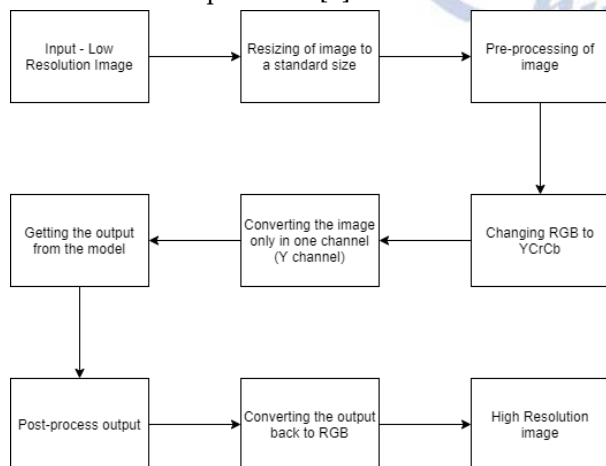 Input - Low
Resolution Image
Resizing of image to
a standard size
Pre-processing of
image
Getting the output
from the model
Converting the image
only in one channel
(Y channel)
Changing RGB to
YCrCb
Post-process output
Converting the output
back to RGB
High Resolution
image